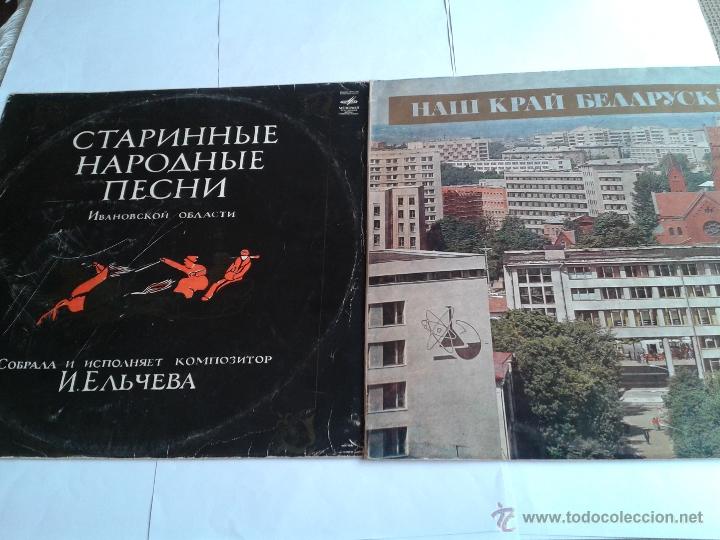 СТАРИННЫЕ
НАРОДНЫЕ
ПЕСНИ
ИВАНОВСКОЙ ОБЛАСТИ
СОБРАЛА И ИСПОЛНЯЕТ КОМПОЗИТОР
И. ЕЛЬЧЕВА
НАШ КРАЙ БЕЛАРУСКІ
© www.todocoleccion.net